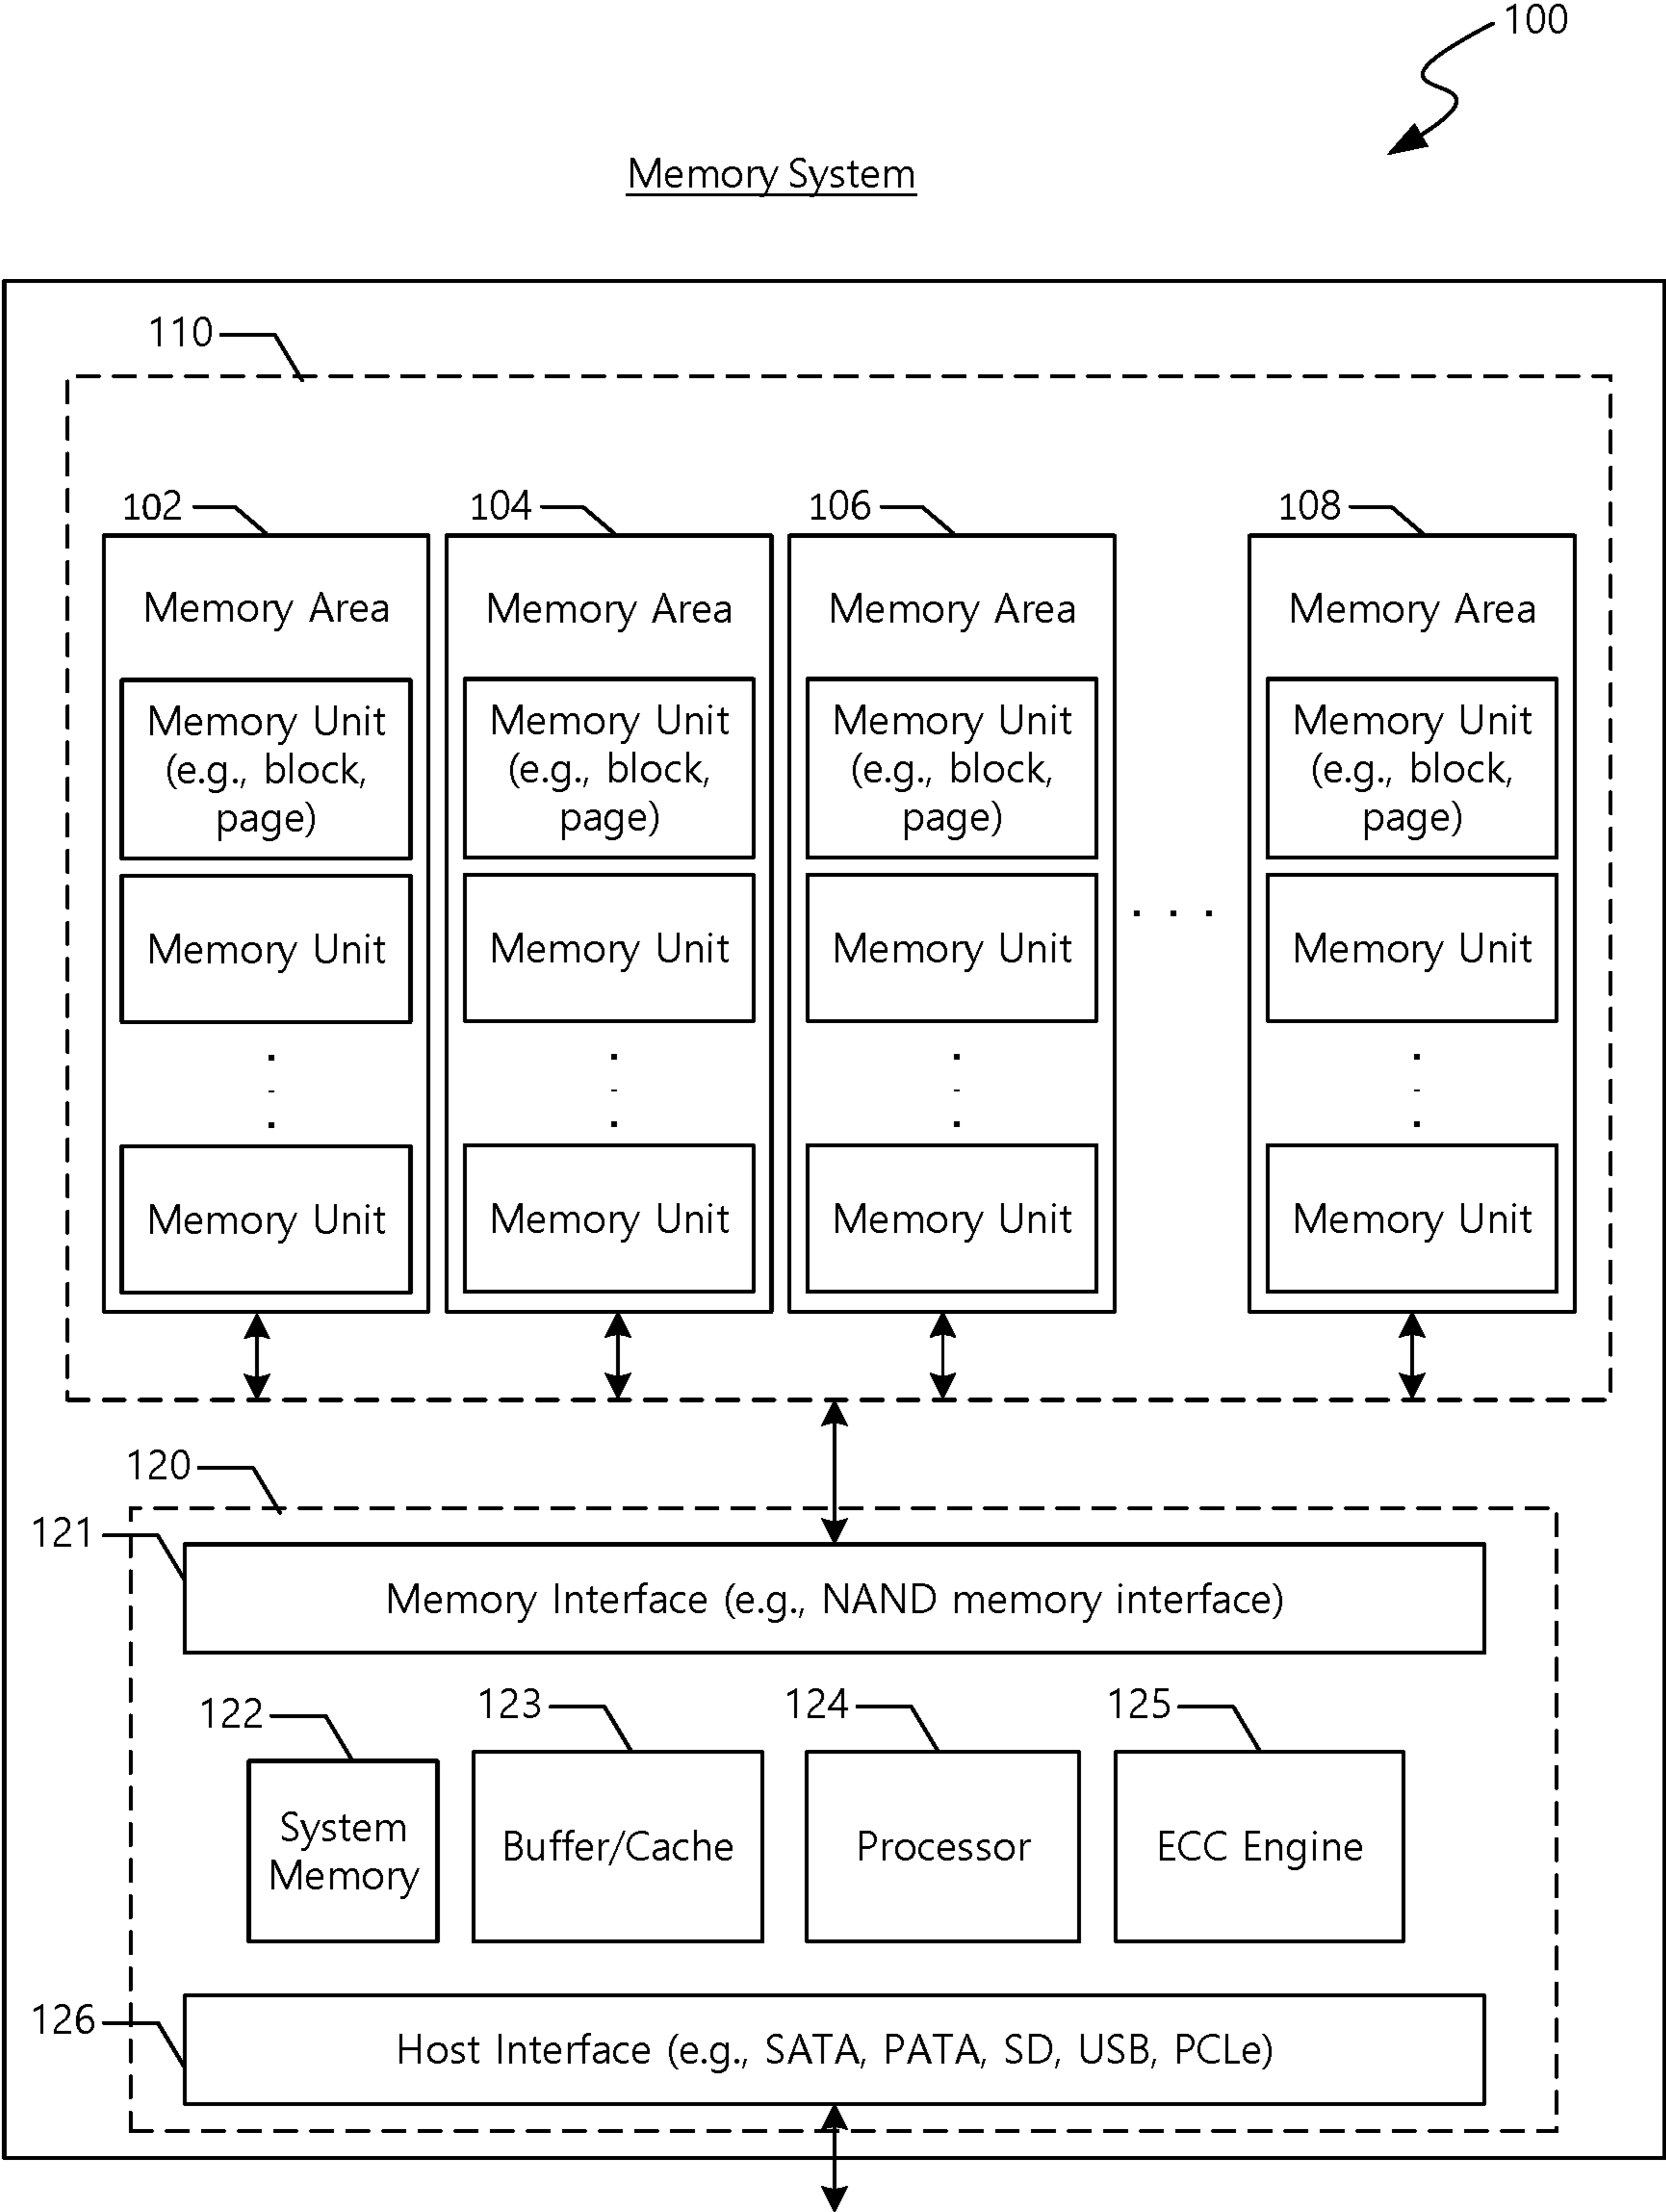 100
Memory System
110
102
104
106
108
Memory Area
Memory Area
Memory Area
Memory Area
Memory Unit
(e.g., block,
page)
Memory Unit
(e.g., block,
page)
Memory Unit
(e.g., block,
page)
Memory Unit
(e.g., block,
page)
Memory Unit
Memory Unit
Memory Unit
. . .
Memory Unit
Memory Unit
Memory Unit
Memory Unit
Memory Unit
120
121
Memory Interface (e.g., NAND memory interface)
122
123
124
125
System
Memory
Buffer/Cache
Processor
ECC Engine
126
Host Interface (e.g., SATA, PATA, SD, USB, PCLe)